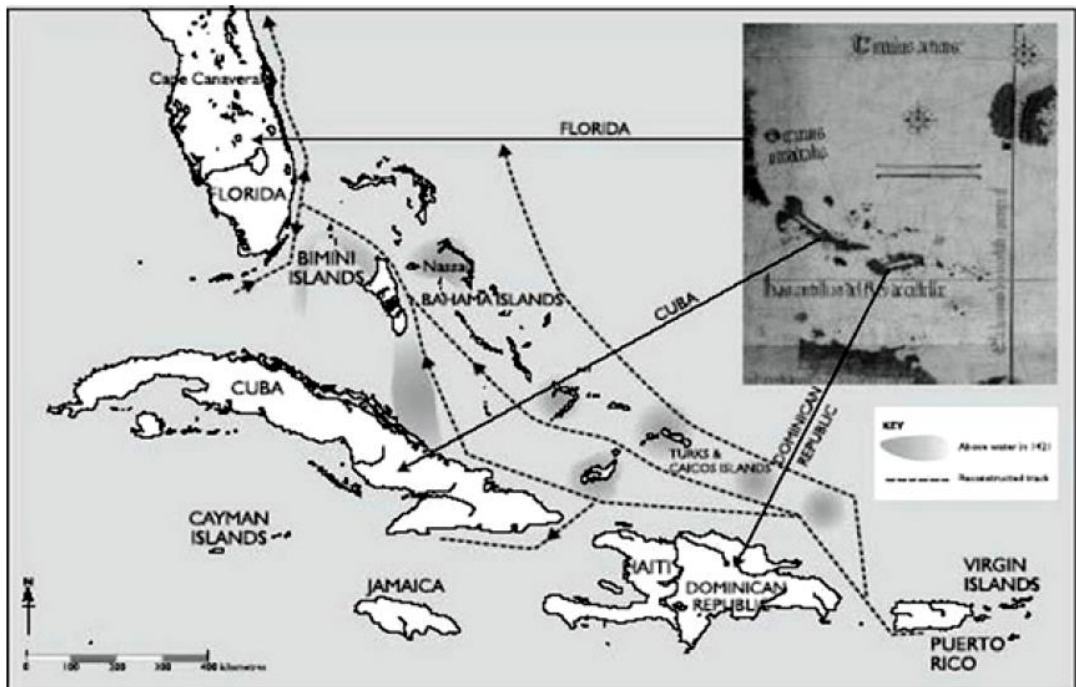 Cape Canaveral
FLORIDA
FLORIDA
BIMINI
ISLANDS
Nassau
BAHAMA ISLANDS
CUBA
CUBA
DOMINICAN
REPUBLIC
TURKS &
CAICOS ISLANDS
KEY
Above water in 1421
Reconstructed track
CAYMAN
ISLANDS
JAMAICA
HAITI
DOMINICAN
REPUBLIC
VIRGIN
ISLANDS
PUERTO
RICO
N
0 100 200 300 400 kilometres